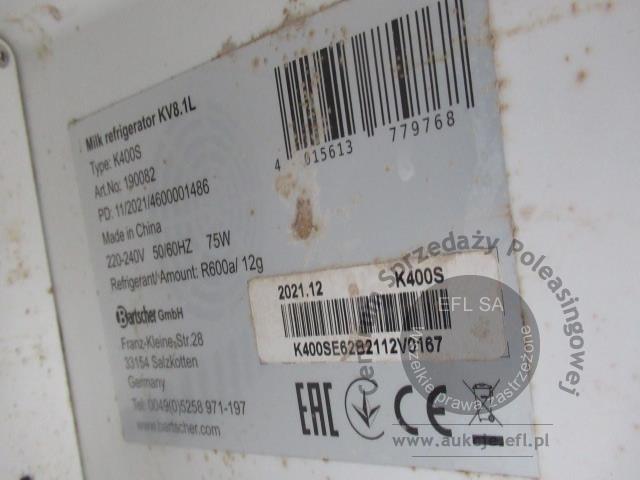 Milk refrigerator KV8.1L
Type: K400S
Art.No: 190082
PD: 11/2021/4600001486
Made in China
220-240V 50/60HZ 75W
Refrigerant/Amount: R600a/ 12g
Bartscher GmbH
Franz-Kleine-Str.28
33154 Salzkotten
Germany
Tel: 0049(0)5258 971-197
www.bartscher.com
4 015613 779768
2021.12 K400S
K400SE62B2112V0167
EAC CE
Sprzedaży Poleasingowej
EFL SA
Wszelkie prawa zastrzeżone
www.aukcje.efl.pl